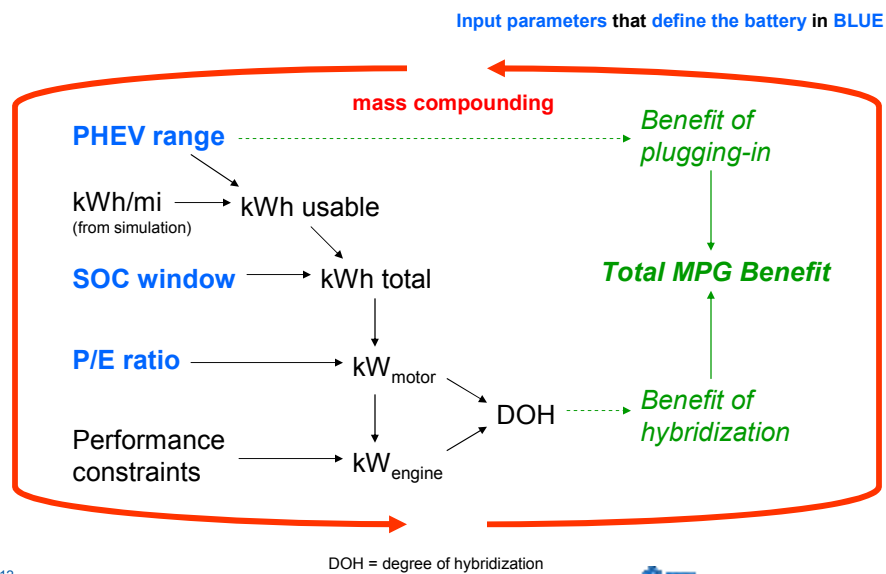 Input parameters that define the battery in BLUE
mass compounding
PHEV range
Benefit of
plugging-in
kWh/mi
(from simulation)
kWh usable
SOC window
kWh total
Total MPG Benefit
P/E ratio
kWmotor
DOH
Benefit of
hybridization
Performance
constraints
kWengine
DOH = degree of hybridization